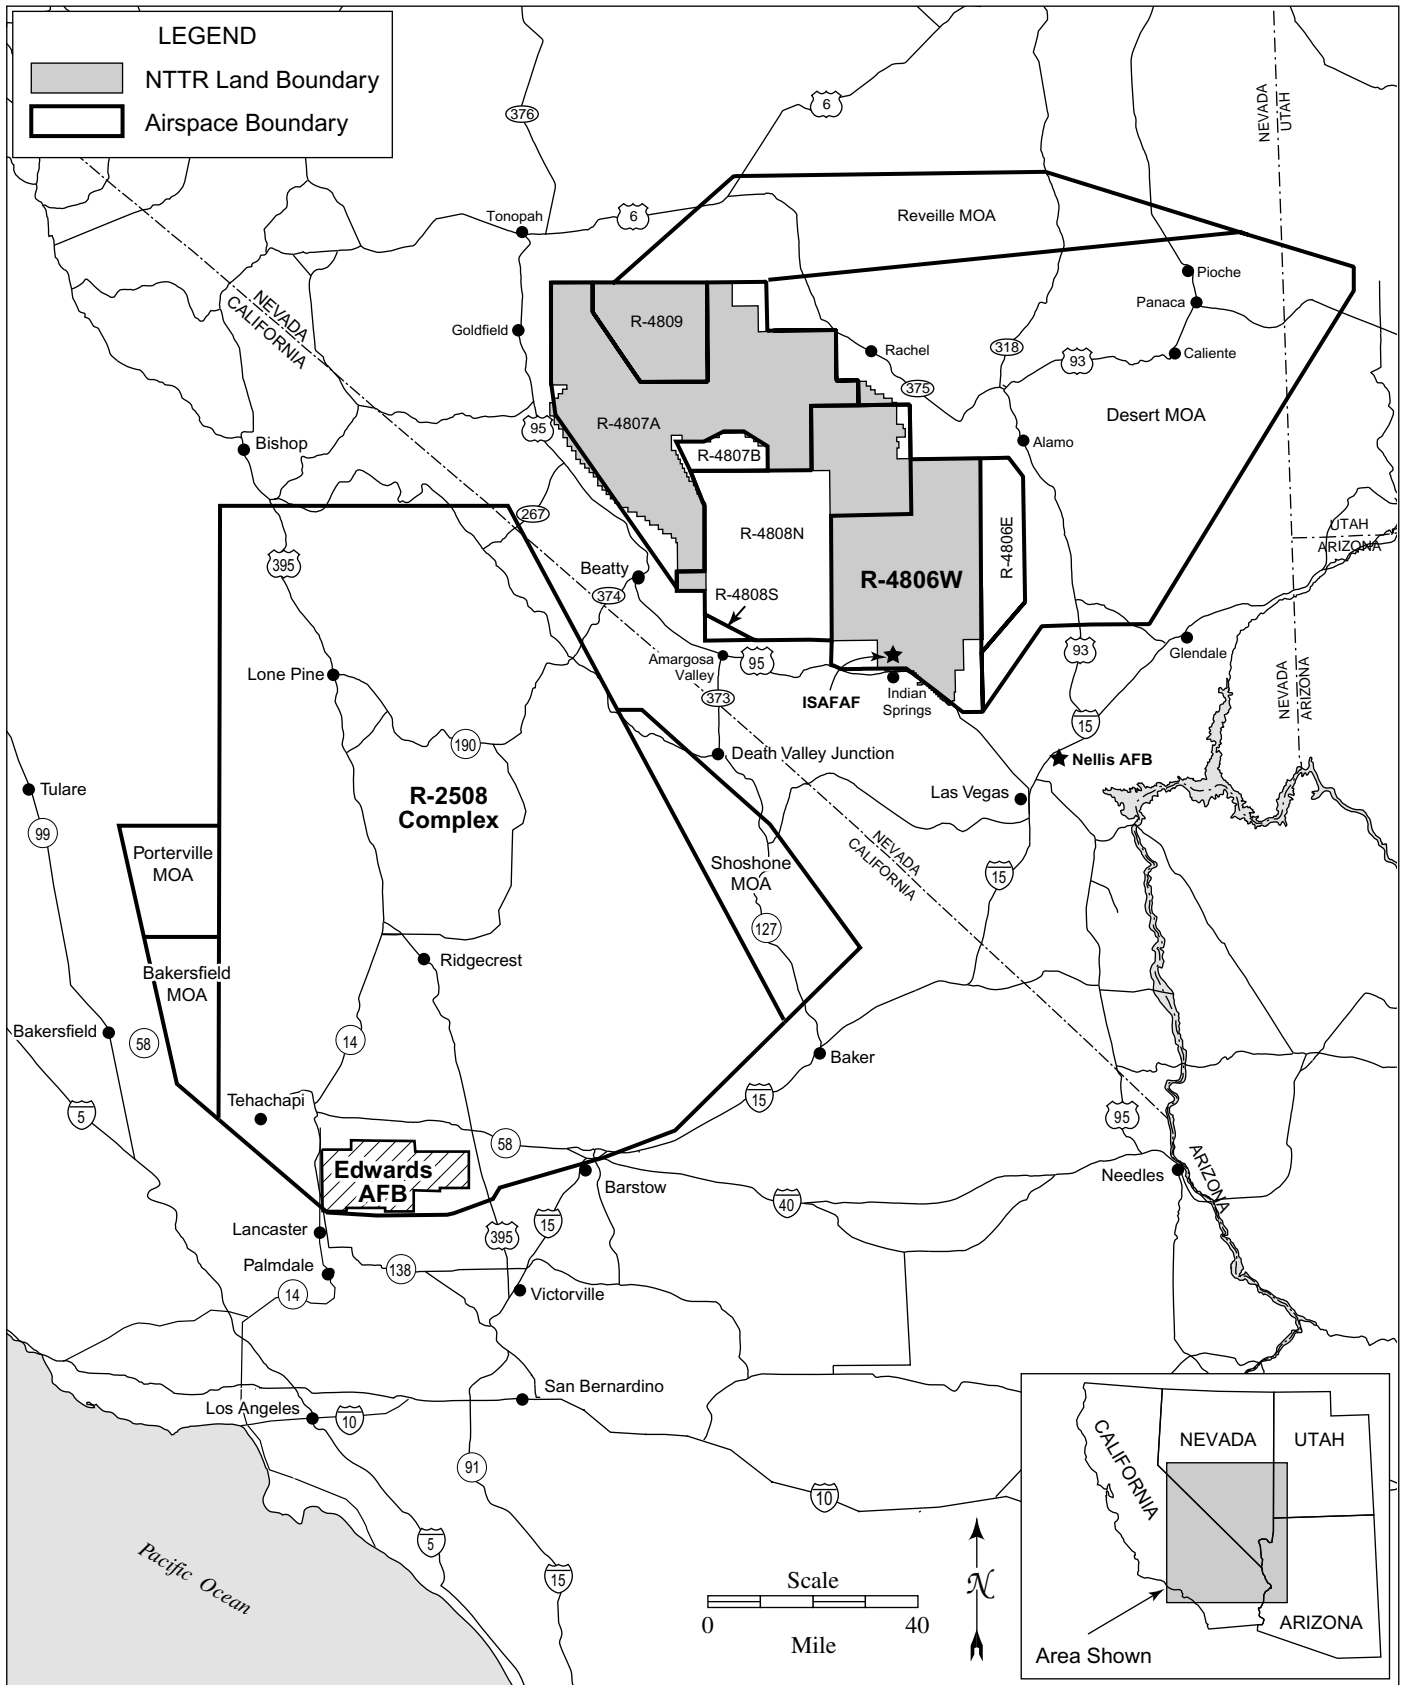 LEGEND
NTTR Land Boundary
Airspace Boundary
376
6
NEVADA
UTAH
Tonopah
6
Reveille MOA
Pioche
Panaca
NEVADA
CALIFORNIA
Goldfield
R-4809
Rachel
318
93
Caliente
375
Desert MOA
95
R-4807A
Bishop
R-4807B
Alamo
267
R-4808N
R-4806E
UTAH
ARIZONA
395
Beatty
374
R-4808S
R-4806W
Amargosa
Valley
95
93
Glendale
Lone Pine
373
ISAFAF
Indian
Springs
NEVADA
ARIZONA
15
190
Death Valley Junction
Nellis AFB
Tulare
R-2508
Complex
Las Vegas
99
Porterville
MOA
Shoshone
MOA
NEVADA
CALIFORNIA
15
127
Bakersfield
MOA
Ridgecrest
Bakersfield
58
14
Baker
Tehachapi
5
15
95
58
Edwards
AFB
Barstow
Needles
ARIZONA
40
Lancaster
395
15
Palmdale
138
14
Victorville
San Bernardino
Los Angeles
10
91
10
5
15
Pacific Ocean
Scale
0
40
Mile
N
CALIFORNIA
NEVADA
UTAH
ARIZONA
Area Shown